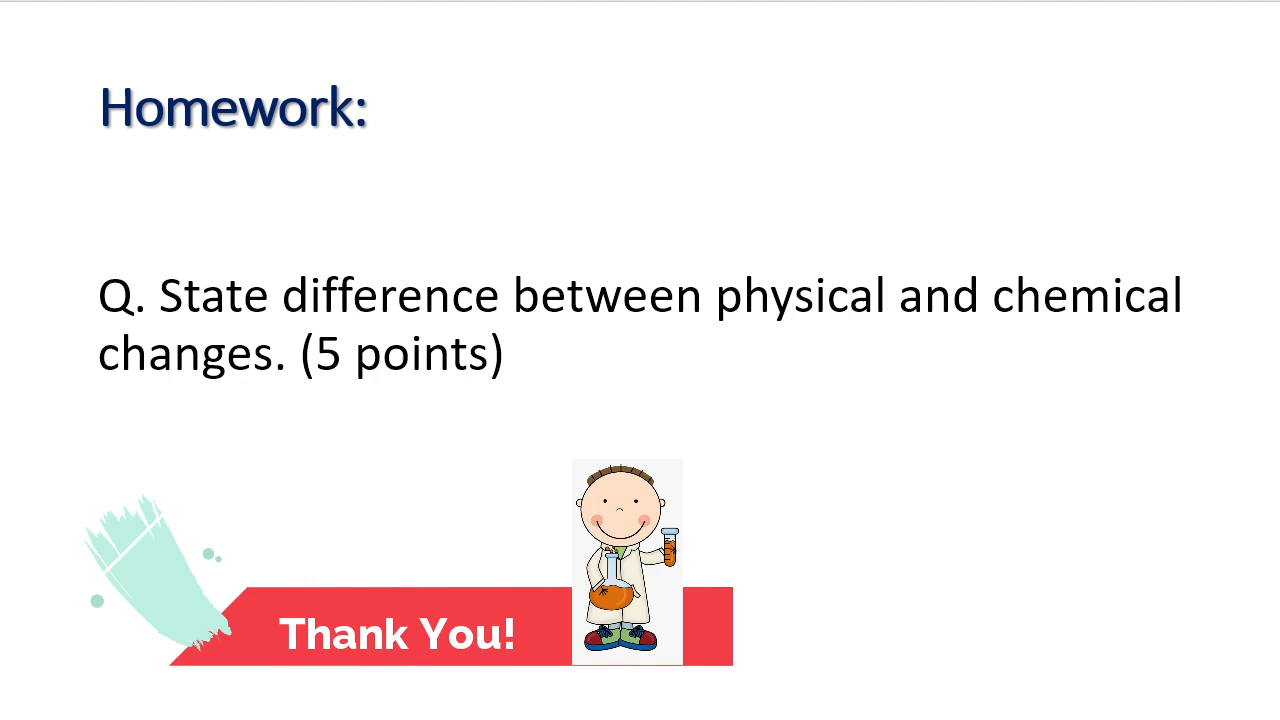 Homework:
Q. State difference between physical and chemical
changes. (5 points)
Thank You!